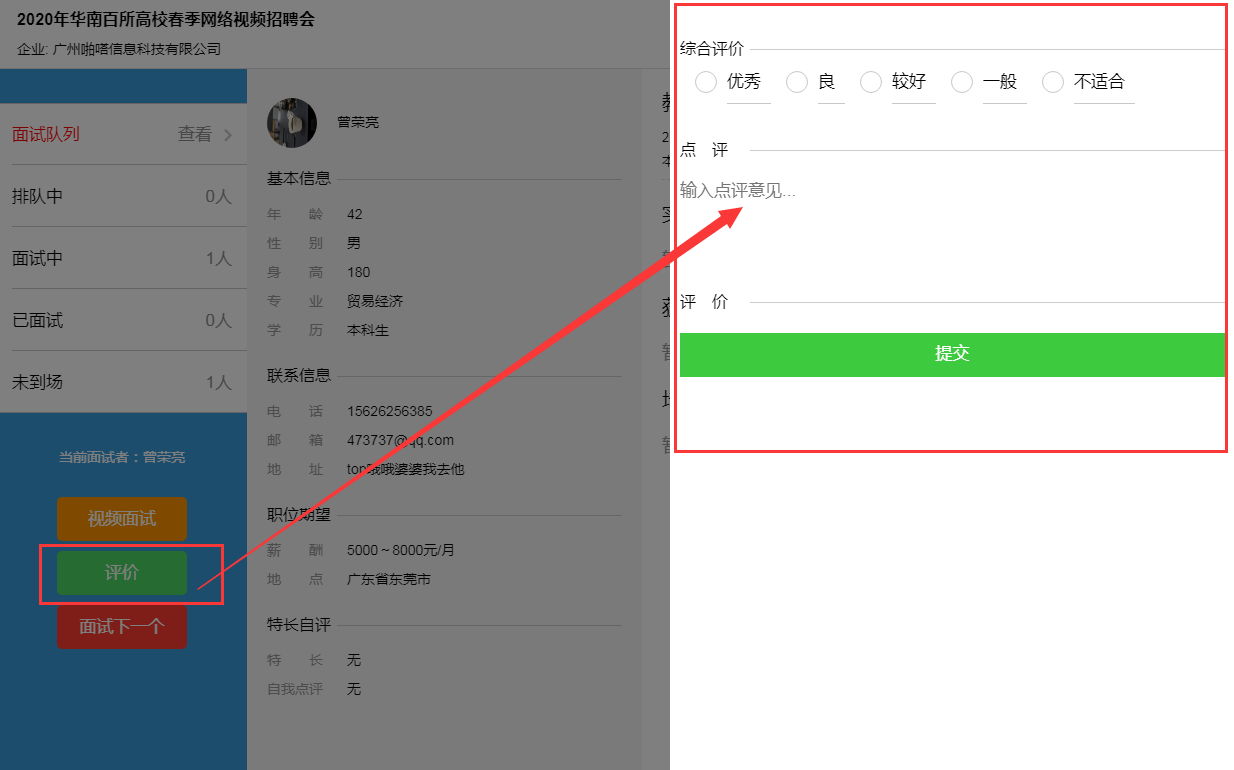 2020年华南百所高校春季网络视频招聘会
企业: 广州啪嗒信息科技有限公司
面试队列 查看
排队中 0人
面试中 1人
已面试 0人
未到场 1人
当前面试者：曾荣亮
视频面试
评价
面试下一个
曾荣亮
基本信息
年 龄 42
性 别 男
身 高 180
专 业 贸易经济
学 历 本科生
联系信息
电 话 15626256385
邮 箱 473737@qq.com
地 址 top哦哦婆婆我去他
职位期望
薪 酬 5000 ~ 8000元/月
地 点 广东省东莞市
特长自评
特 长 无
自我点评 无
综合评价
优秀 良 较好 一般 不适合
点 评
输入点评意见...
评 价
提交